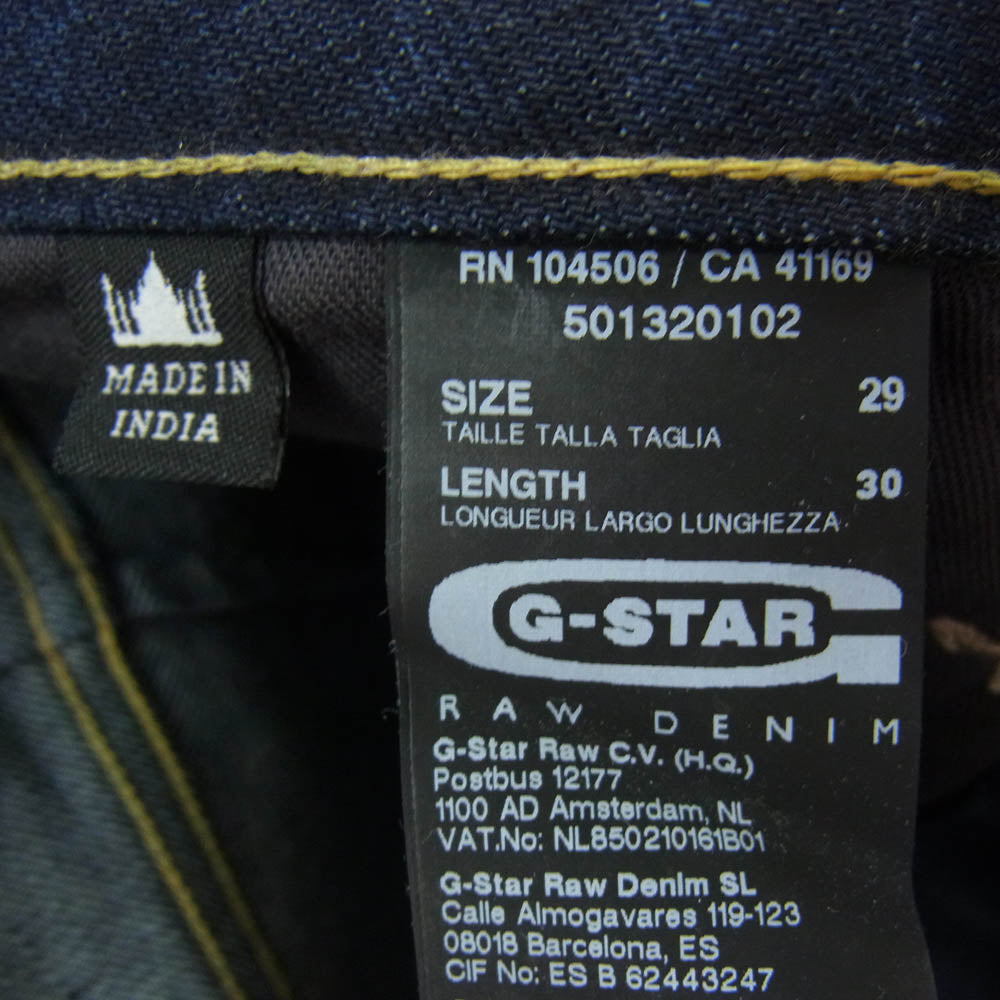 MADE IN
INDIA
RN 104506 / CA 41169
501320102
SIZE 29
TAILLE TALLA TAGLIA
LENGTH 30
LONGUEUR LARGO LUNGHEZZA
G-STAR
RAW DENIM
G-Star Raw C.V. (H.Q.)
Postbus 12177
1100 AD Amsterdam, NL
VAT.No: NL850210161B01
G-Star Raw Denim SL
Calle Almogavares 119-123
08018 Barcelona, ES
CIF No: ES B 62443247